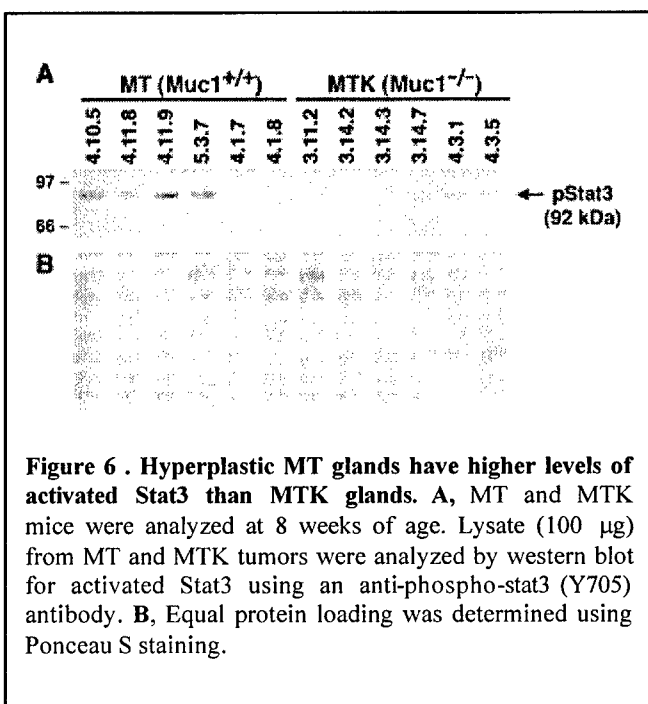 A
MT (Muc1+/+) MTK (Muc1-/-)
4.10.5 4.11.8 4.11.9 5.3.7 4.1.7 4.1.8 3.11.2 3.14.2 3.14.3 3.14.7 4.3.1 4.3.5
97 -
← pStat3
(92 kDa)
66 -
B
Figure 6 . Hyperplastic MT glands have higher levels of
activated Stat3 than MTK glands. A, MT and MTK
mice were analyzed at 8 weeks of age. Lysate (100 μg)
from MT and MTK tumors were analyzed by western blot
for activated Stat3 using an anti-phospho-stat3 (Y705)
antibody. B, Equal protein loading was determined using
Ponceau S staining.